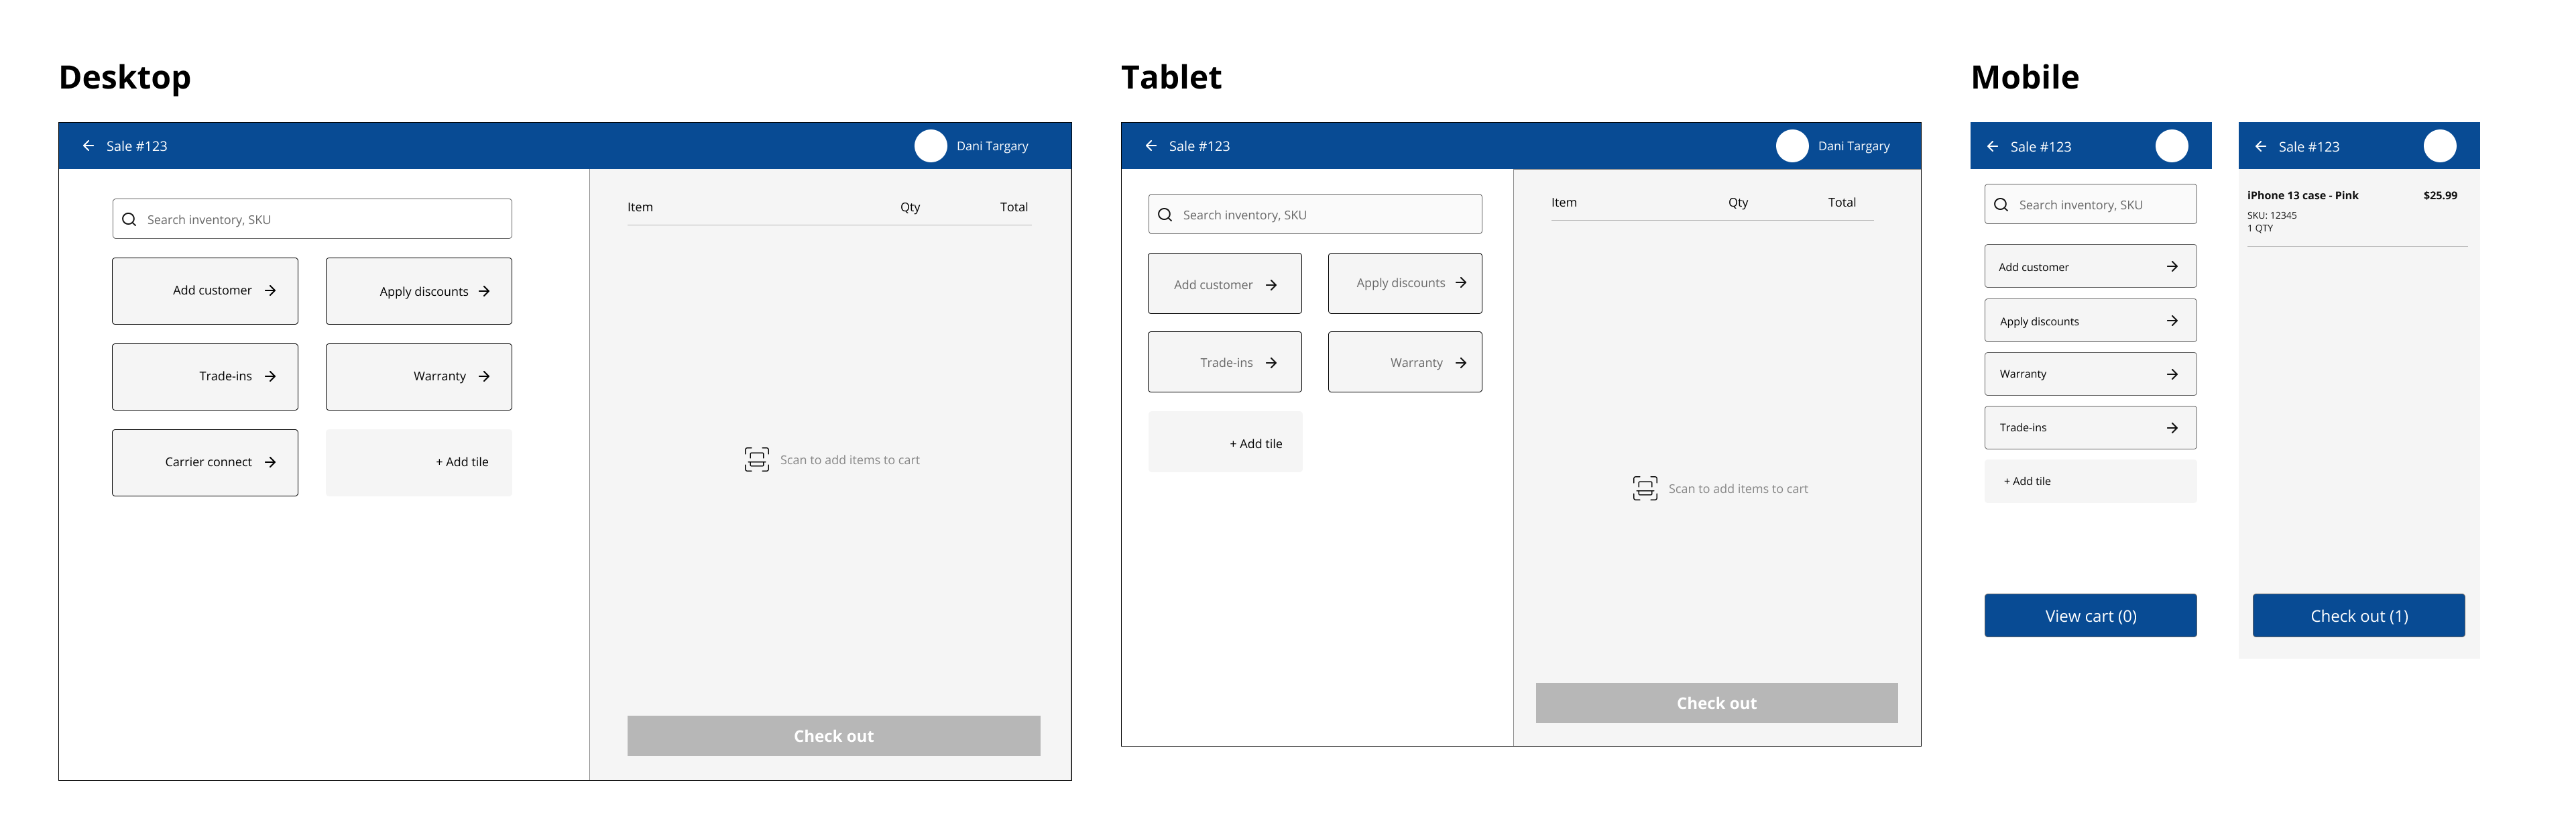 Desktop
Sale #123
Dani Targary
Search inventory, SKU
Add customer
Apply discounts
Trade-ins
Warranty
Carrier connect
+ Add tile
Item Qty Total
Scan to add items to cart
Check out
Tablet
Sale #123
Dani Targary
Search inventory, SKU
Add customer
Apply discounts
Trade-ins
Warranty
+ Add tile
Item Qty Total
Scan to add items to cart
Check out
Mobile
Sale #123
Search inventory, SKU
Add customer
Apply discounts
Warranty
Trade-ins
+ Add tile
View cart (0)
Sale #123
iPhone 13 case - Pink $25.99
SKU: 12345
1 QTY
Check out (1)